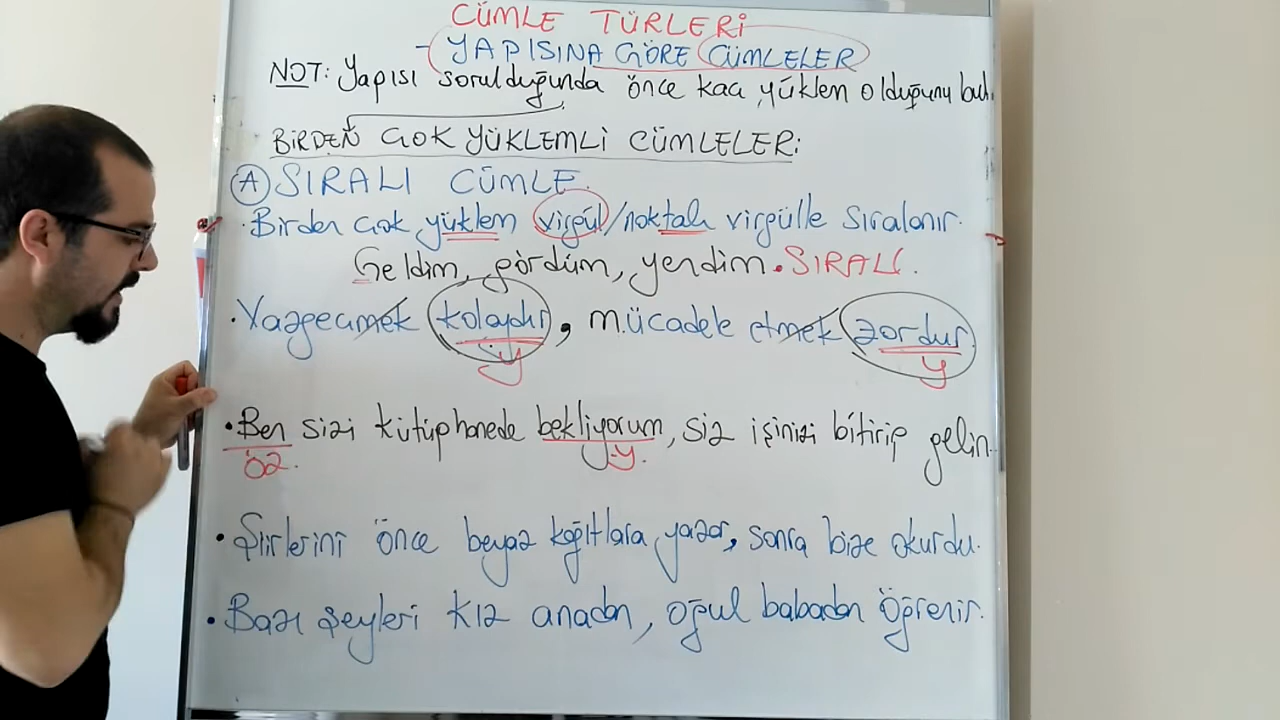 CÜMLE TÜRLERİ
- YAPISINA GÖRE CÜMLELER
NOT: Yapısı sorulduğunda önce kaç yüklem olduğunu bul.
BİRDEN ÇOK YÜKLEMLİ CÜMLELER:
A SIRALI CÜMLE
· Birden çok yüklem virgül/noktalı virgülle sıralanır.
Geldim, gördüm, yendim. SIRALI.
· Vazgeçmek kolaydır, mücadele etmek zordur.
y y
· Ben sizi kütüphanede bekliyorum, siz işinizi bitirip gelin.
öz. y.
· Şiirlerini önce beyaz kağıtlara yazar, sonra bize okurdu.
· Bazı şeyleri kız anadan, oğul babadan öğrenir.